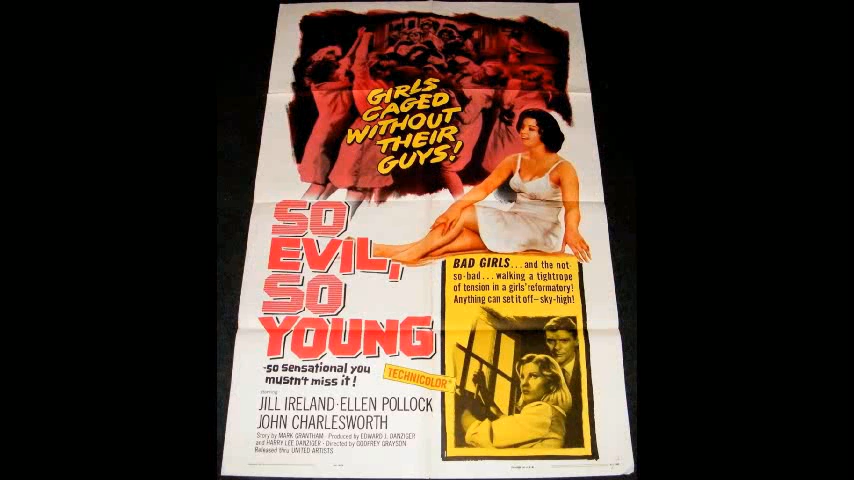 GIRLS
CAGED
WITHOUT
THEIR
GUYS!
SO
EVIL,
SO
YOUNG
-so sensational you
mustn't miss it!
TECHNICOLOR®
BAD GIRLS...and the not-
so-bad...walking a tightrope
of tension in a girls' reformatory!
Anything can set it off—sky-high!
starring
JILL IRELAND · ELLEN POLLOCK
JOHN CHARLESWORTH
Story by MARK GRANTHAM · Produced by EDWARD J. DANZIGER
and HARRY LEE DANZIGER · Directed by GODFREY GRAYSON
Released thru UNITED ARTISTS